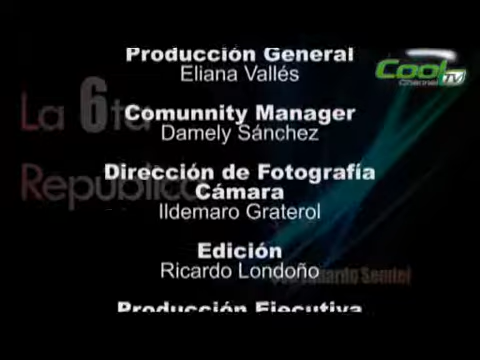 Producción General
Eliana Vallés
Cool
Channel TV
La 6ta
República
Comunnity Manager
Damely Sánchez
Dirección de Fotografía
Cámara
Ildemaro Graterol
Edición
Ricardo Londoño
Producción Ejecutiva